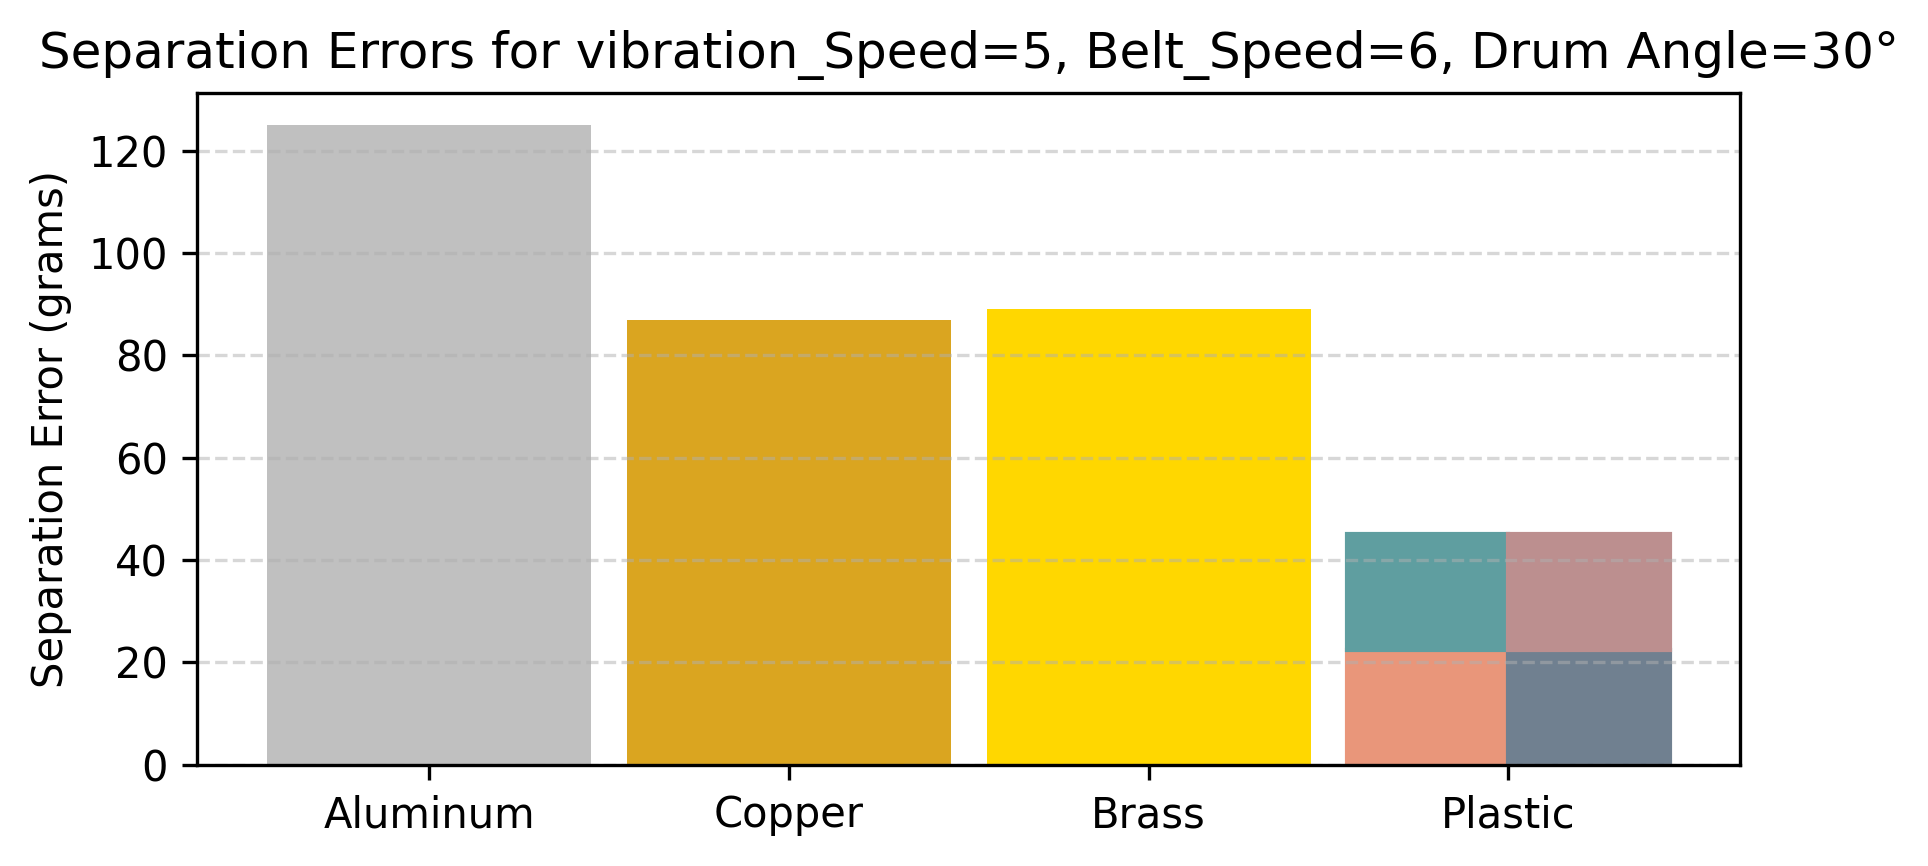 Separation Errors for vibration_Speed=5, Belt_Speed=6, Drum Angle=30°
Separation Error (grams)
120
100
80
60
40
20
0
Aluminum
Copper
Brass
Plastic